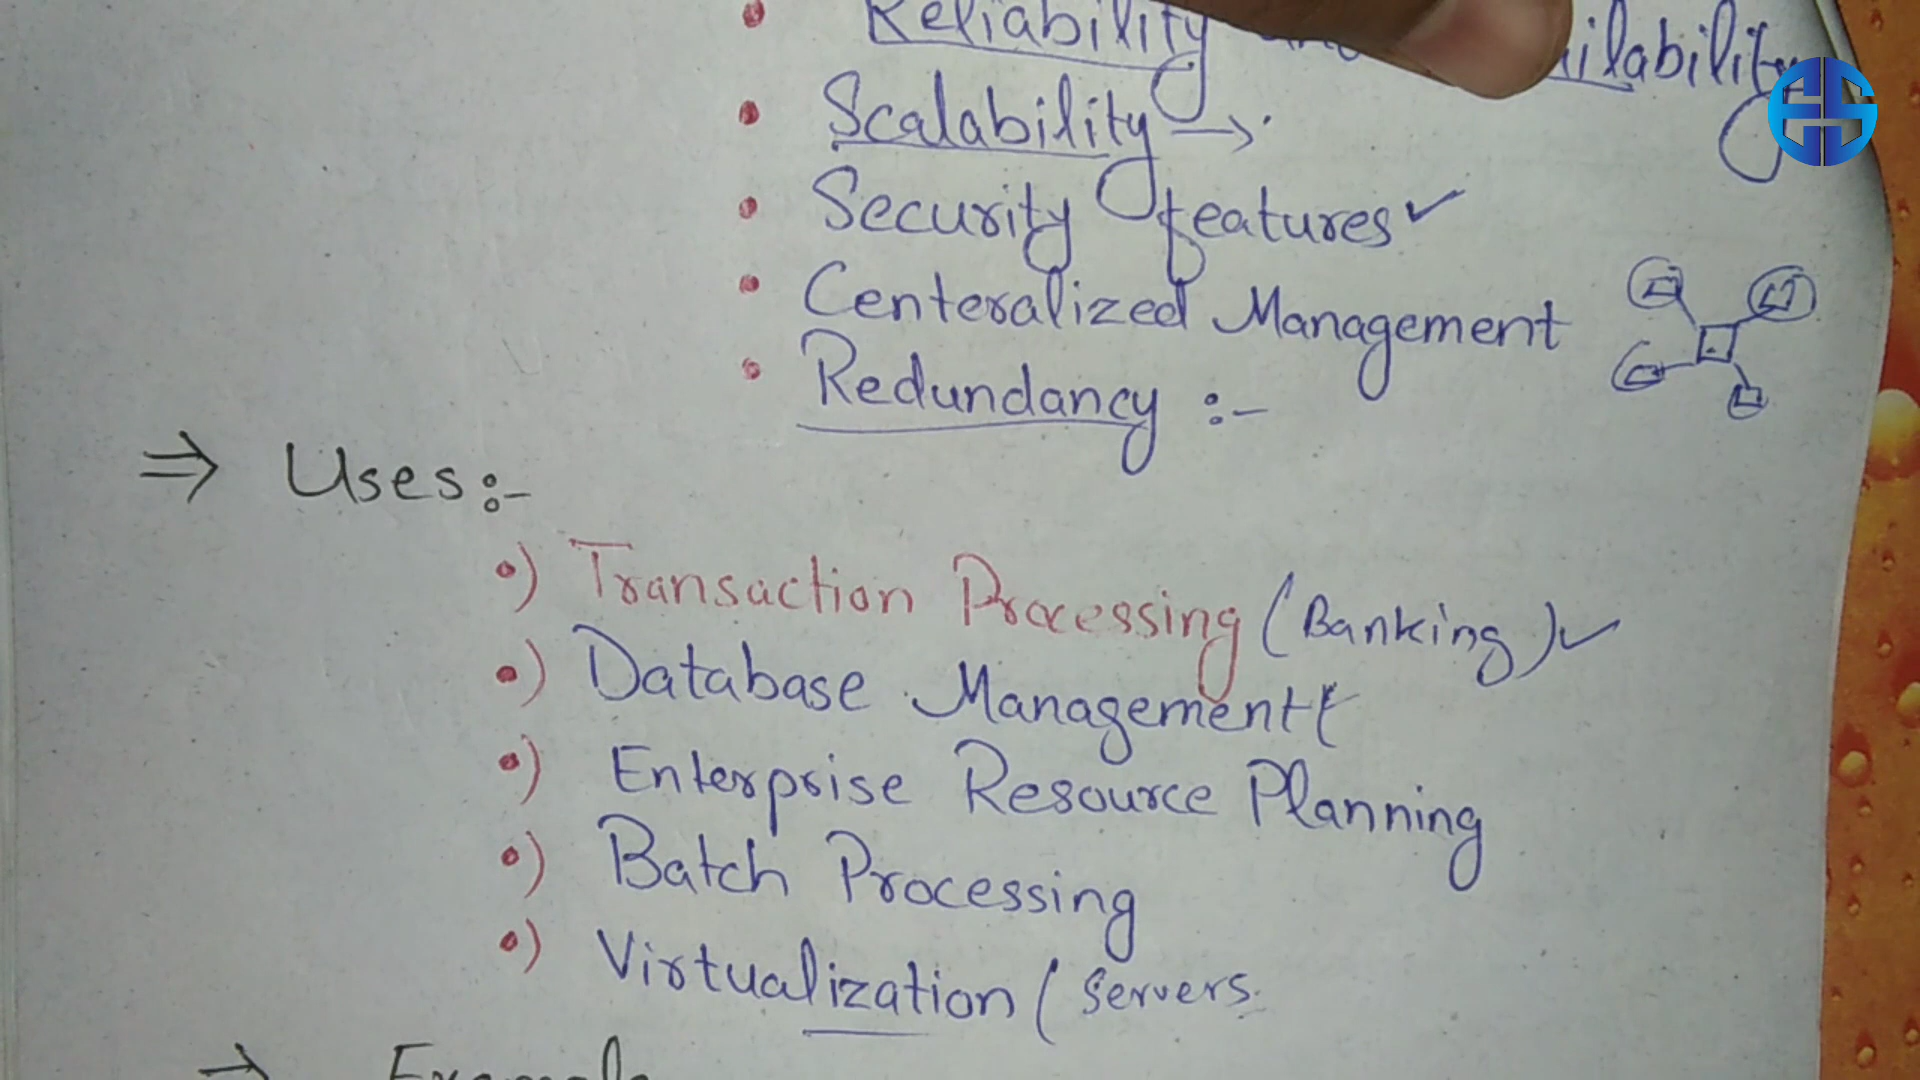 • Reliability
• Scalability →
• Security features ✓
• Centeralized Management
• Redundancy :-
⇒ Uses :-
•) Transaction Processing (Banking) ✓
•) Database Management (
•) Enterprise Resource Planning
•) Batch Processing
•) Virtualization ( Servers.